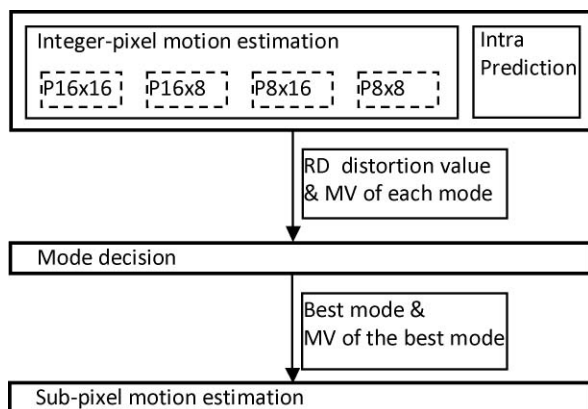 Integer-pixel motion estimation
P16x16 P16x8 P8x16 P8x8
Intra
Prediction
RD distortion value
& MV of each mode
Mode decision
Best mode &
MV of the best mode
Sub-pixel motion estimation